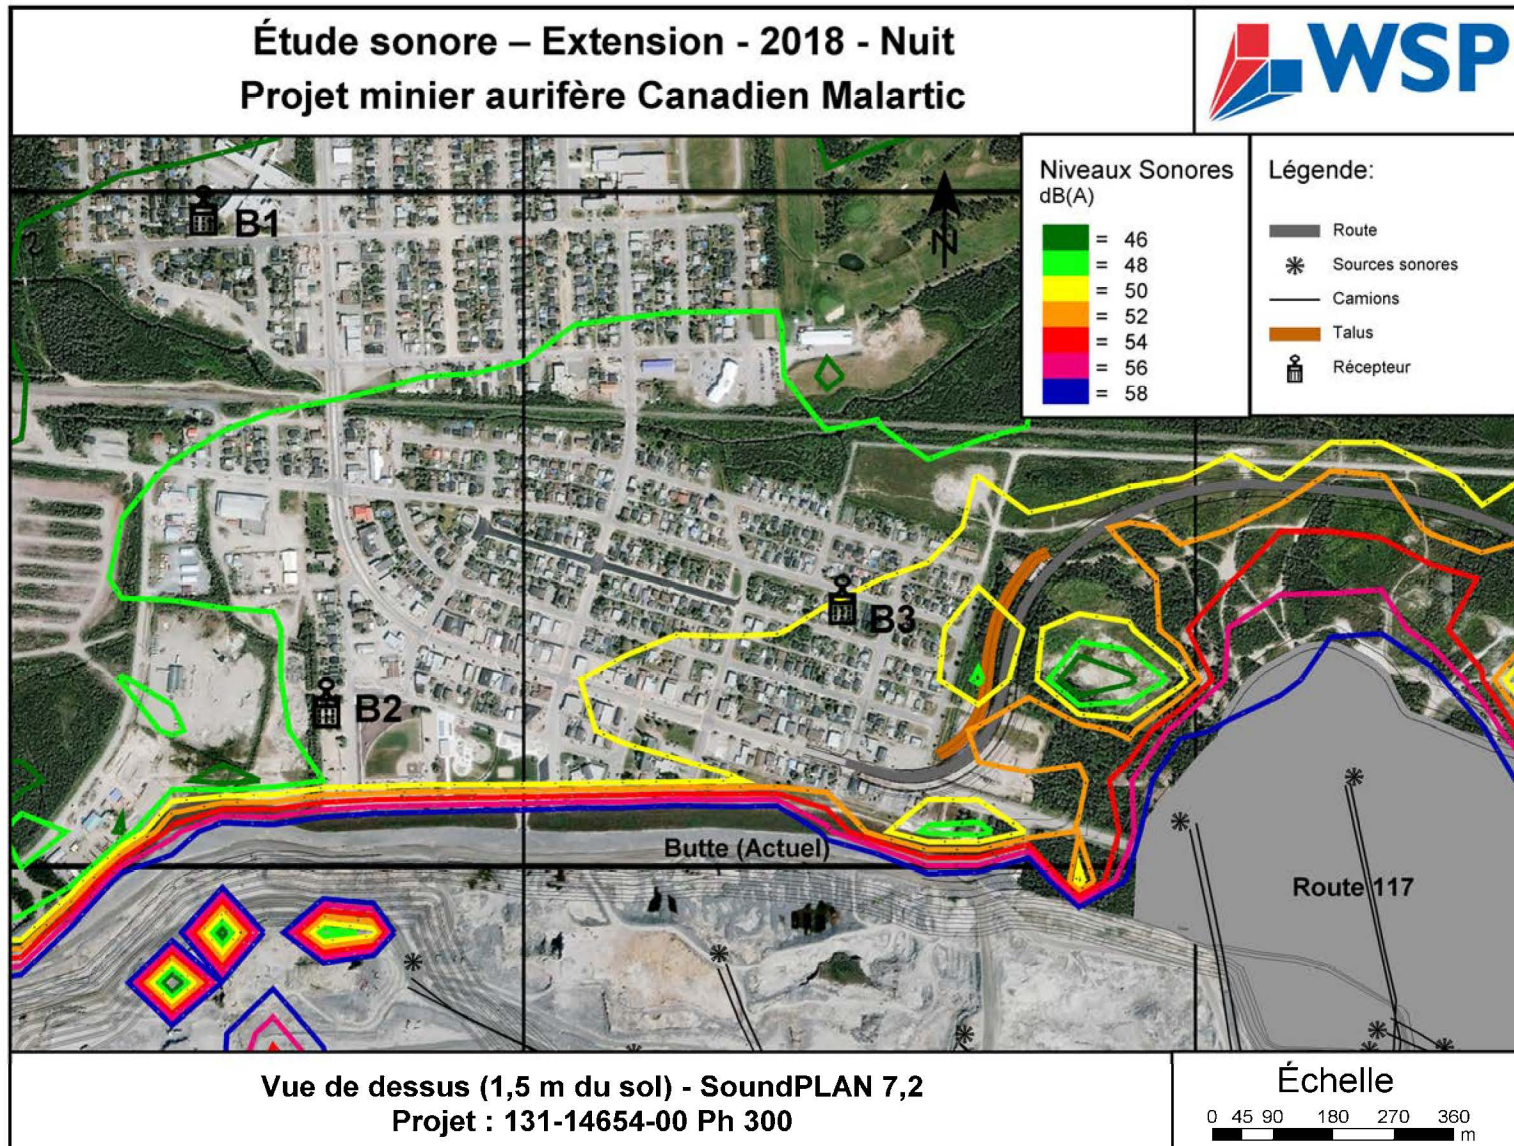 Étude sonore – Extension - 2018 - Nuit
Projet minier aurifère Canadien Malartic
WSP
Niveaux Sonores
dB(A)
= 46
= 48
= 50
= 52
= 54
= 56
= 58
Légende:
Route
Sources sonores
Camions
Talus
Récepteur
N
B1
B3
B2
Butte (Actuel)
Route 117
Vue de dessus (1,5 m du sol) - SoundPLAN 7,2
Projet : 131-14654-00 Ph 300
Échelle
0 45 90 180 270 360
m